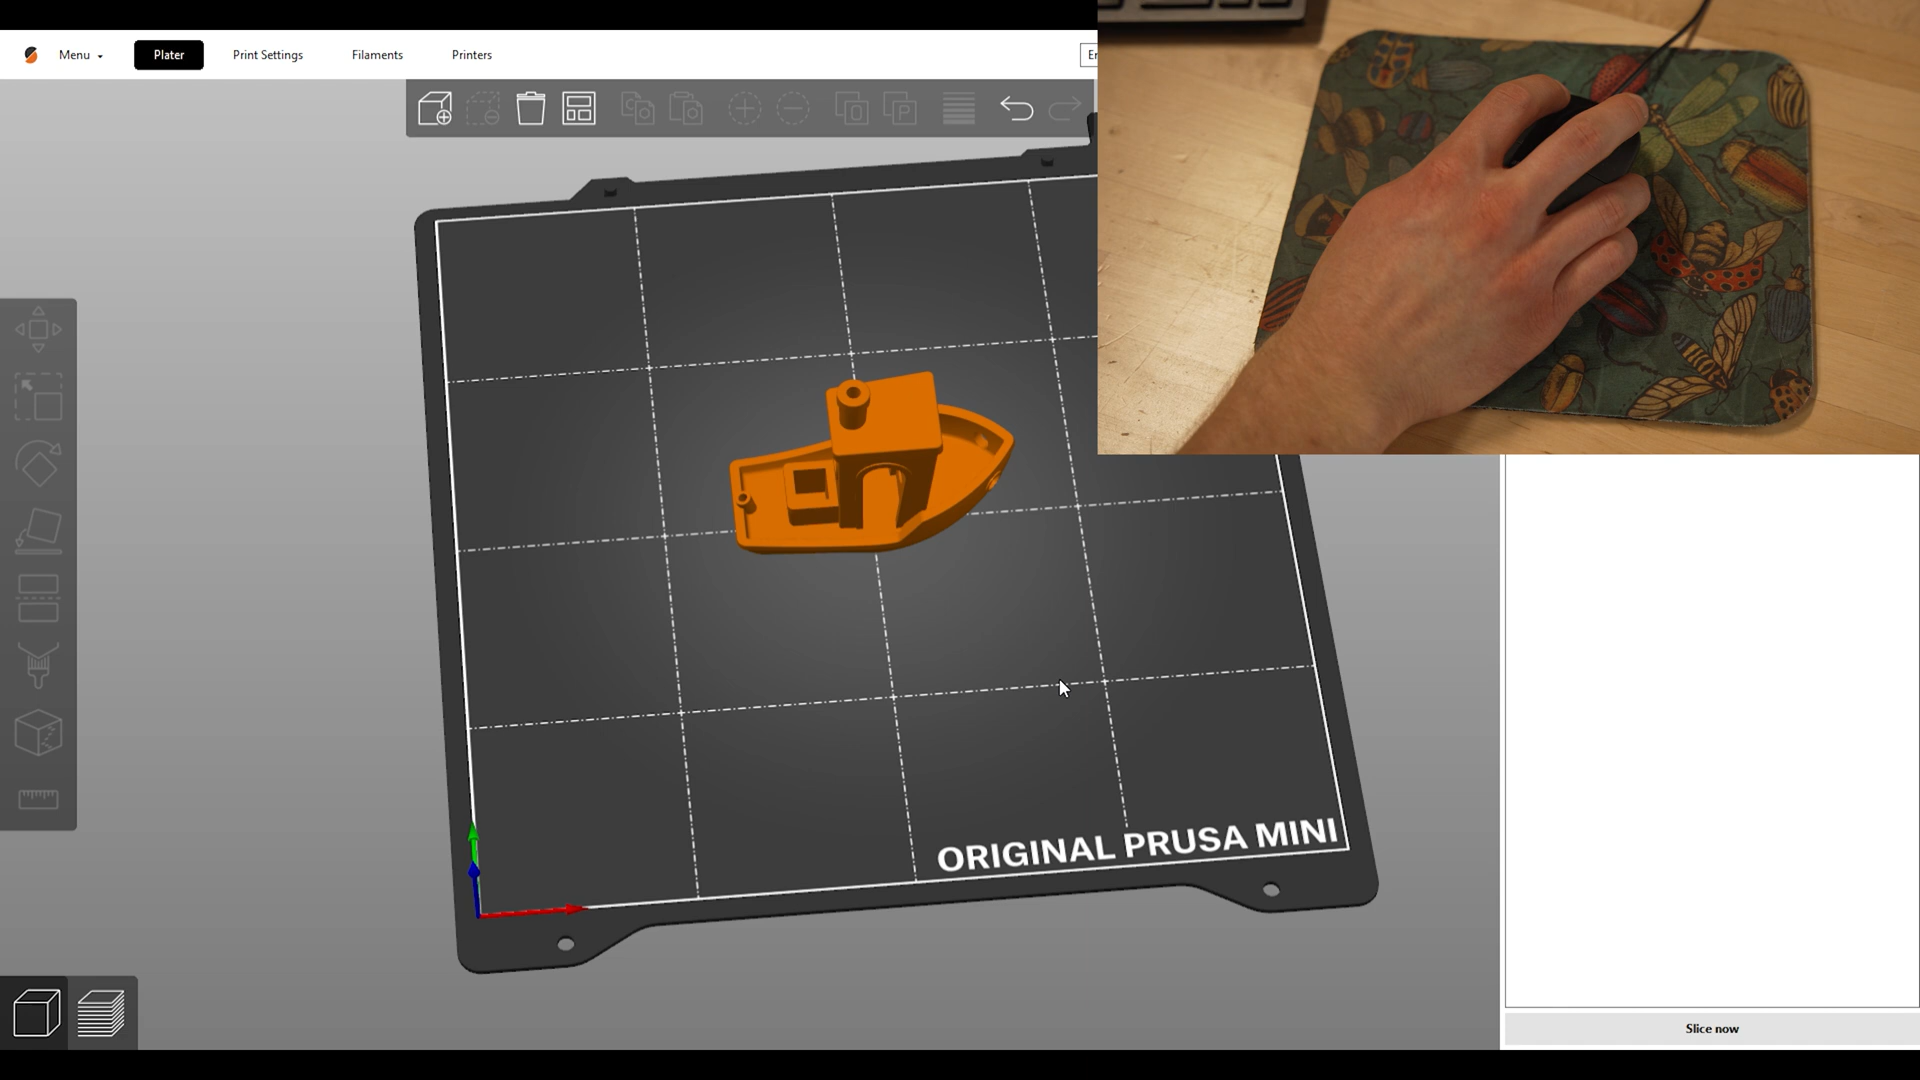 Menu
Plater
Print Settings
Filaments
Printers
ORIGINAL PRUSA MINI
Slice now